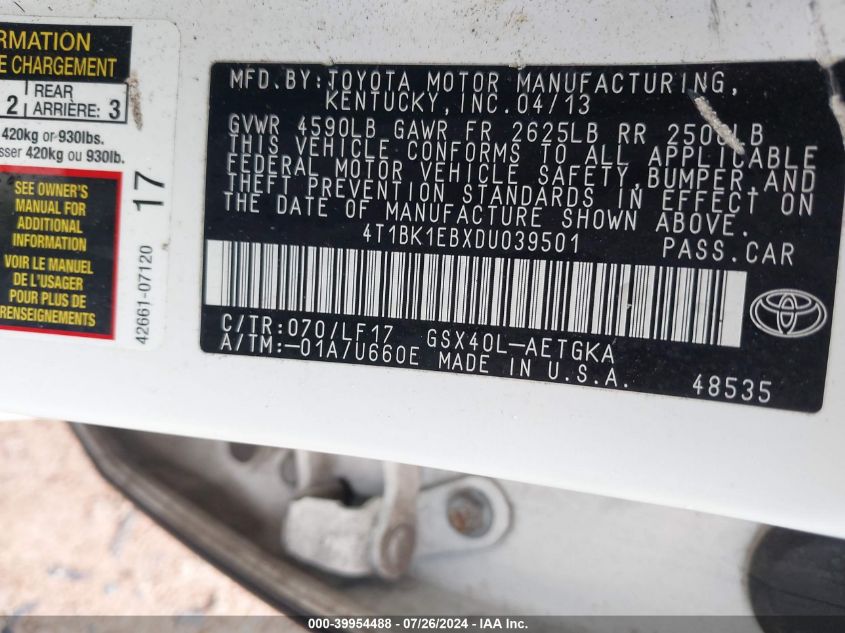 RMATION
E CHARGEMENT
2 REAR ARRIÈRE: 3
420kg or 930lbs.
sser 420kg ou 930lb.
SEE OWNER'S
MANUAL FOR
ADDITIONAL
INFORMATION
VOIR LE MANUEL
DE L'USAGER
POUR PLUS DE
RENSEIGNEMENTS
17
42661-07120
MFD.BY:TOYOTA MOTOR MANUFACTURING,
KENTUCKY,INC.04/13
GVWR 4590LB GAWR FR 2625LB RR LB
THIS VEHICLE CONFORMS TO ALL APPLICABLE
FEDERAL MOTOR VEHICLE SAFETY,BUMPER,AND
THEFT PREVENTION STANDARDS IN EFFECT ON
THE DATE OF MANUFACTURE SHOWN ABOVE.
4T1BK1EBXDU039501 PASS.CAR
C/TR:070/LF17 GSX40L-AETGKA
A/TM:-01A/U660E MADE IN U.S.A.
48535
TOYOTA
000-39954488 - 07/26/2024 - IAA Inc.